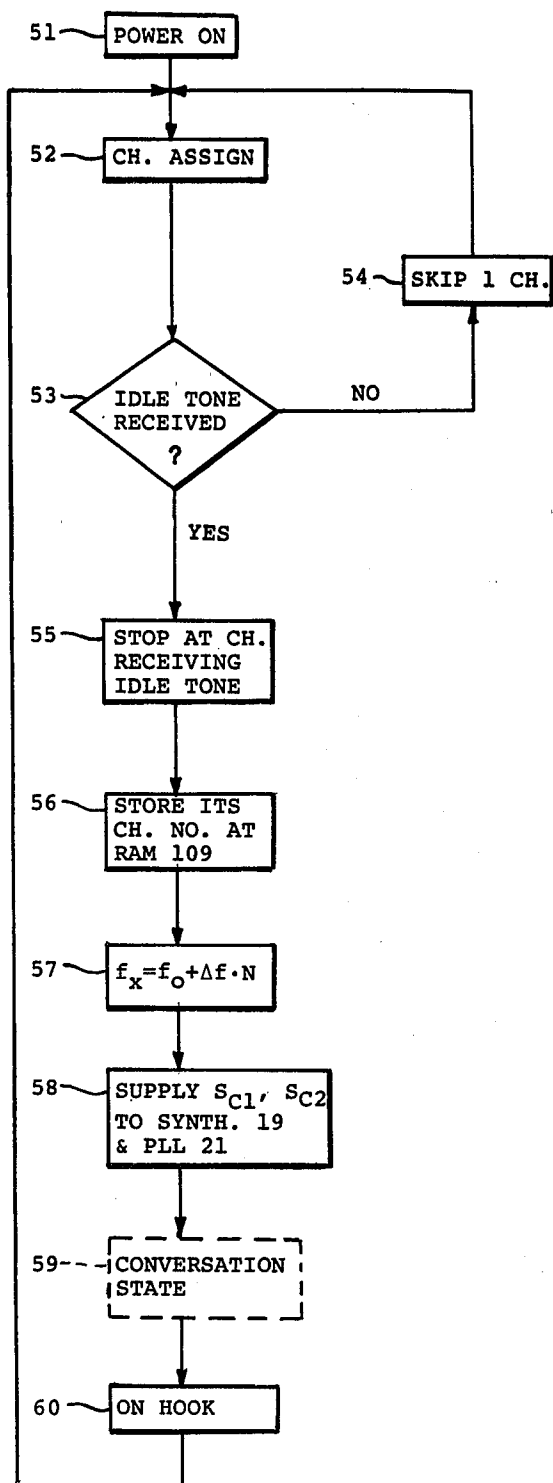 51 POWER ON
52 CH. ASSIGN
54 SKIP 1 CH.
53 IDLE TONE
RECEIVED
?
NO
YES
55 STOP AT CH.
RECEIVING
IDLE TONE
56 STORE ITS
CH. NO. AT
RAM 109
57 fx=fo+Δf·N
58 SUPPLY SC1, SC2
TO SYNTH. 19
& PLL 21
59 CONVERSATION
STATE
60 ON HOOK